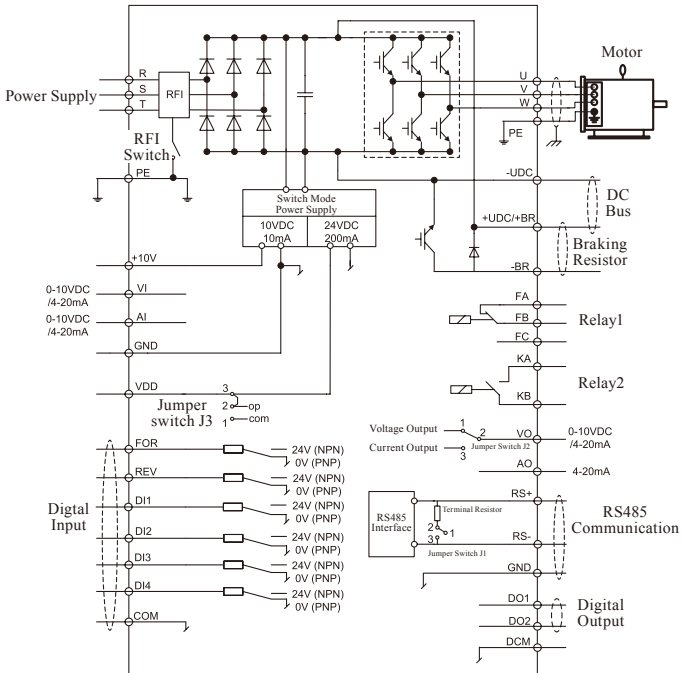 Motor
R
S
T
Power Supply
RFI
U
V
W
PE
RFI
Switch
PE
-UDC
DC
Bus
Switch Mode
Power Supply
10VDC
10mA
24VDC
200mA
+UDC/+BR
Braking
Resistor
-BR
+10V
0-10VDC
/4-20mA
VI
0-10VDC
/4-20mA
AI
GND
FA
FB
FC
Relay1
KA
KB
Relay2
VDD
Jumper
switch J3
3
2
op
1
com
Voltage Output
Current Output
1
2
3
Jumper Switch J2
VO
0-10VDC
/4-20mA
AO
4-20mA
Digtal
Input
FOR
24V (NPN)
0V (PNP)
REV
24V (NPN)
0V (PNP)
DI1
24V (NPN)
0V (PNP)
DI2
24V (NPN)
0V (PNP)
DI3
24V (NPN)
0V (PNP)
DI4
24V (NPN)
0V (PNP)
COM
RS485
Interface
Terminal Resistor
2
1
3
Jumper Switch J1
RS+
RS-
GND
RS485
Communication
DO1
DO2
DCM
Digital
Output